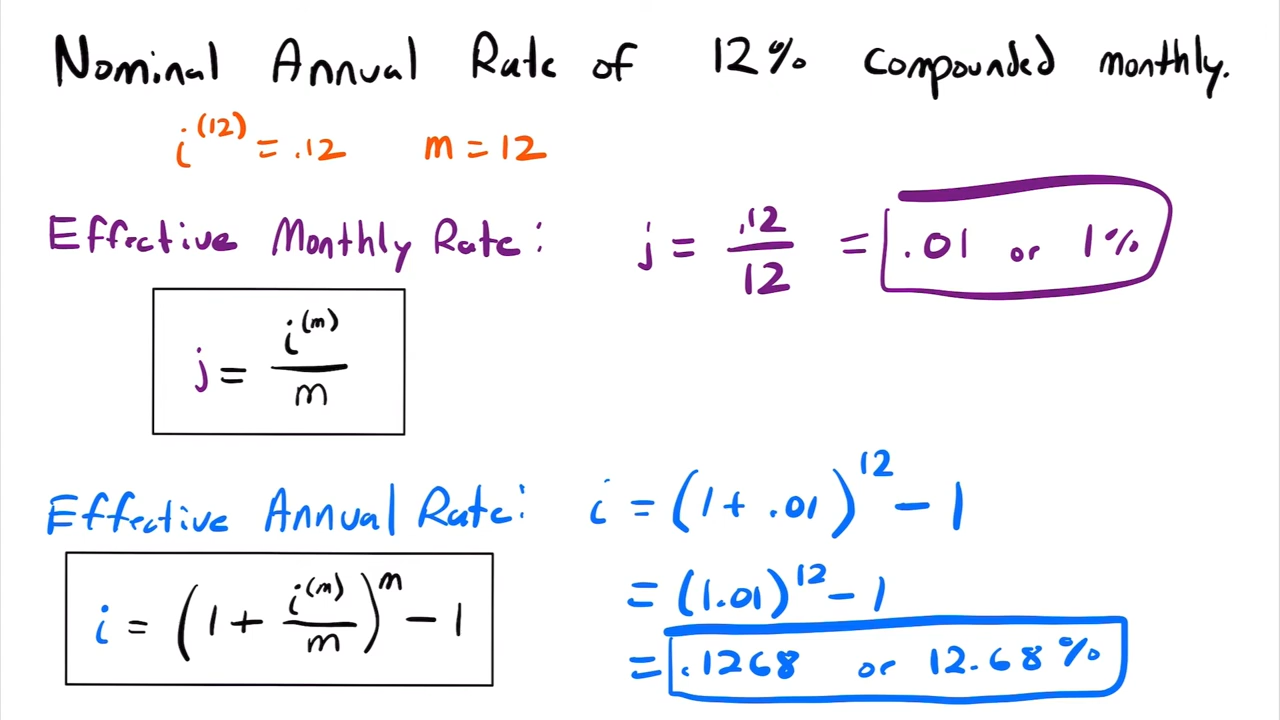 Nominal Annual Rate of 12% compounded monthly.
i^(12) = .12 m = 12
Effective Monthly Rate: j = .12/12 = .01 or 1%
j = i^(m)/m
Effective Annual Rate: i = (1 + .01)^12 - 1
i = (1 + i^(m)/m)^m - 1
= (1.01)^12 - 1
= .1268 or 12.68%